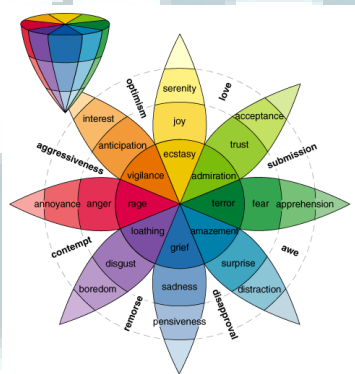 serenity
joy
ecstasy
optimism
love
interest
anticipation
vigilance
acceptance
trust
admiration
aggressiveness
submission
annoyance
anger
rage
terror
fear
apprehension
contempt
awe
loathing
disgust
boredom
grief
sadness
pensiveness
amazement
surprise
distraction
remorse
disapproval